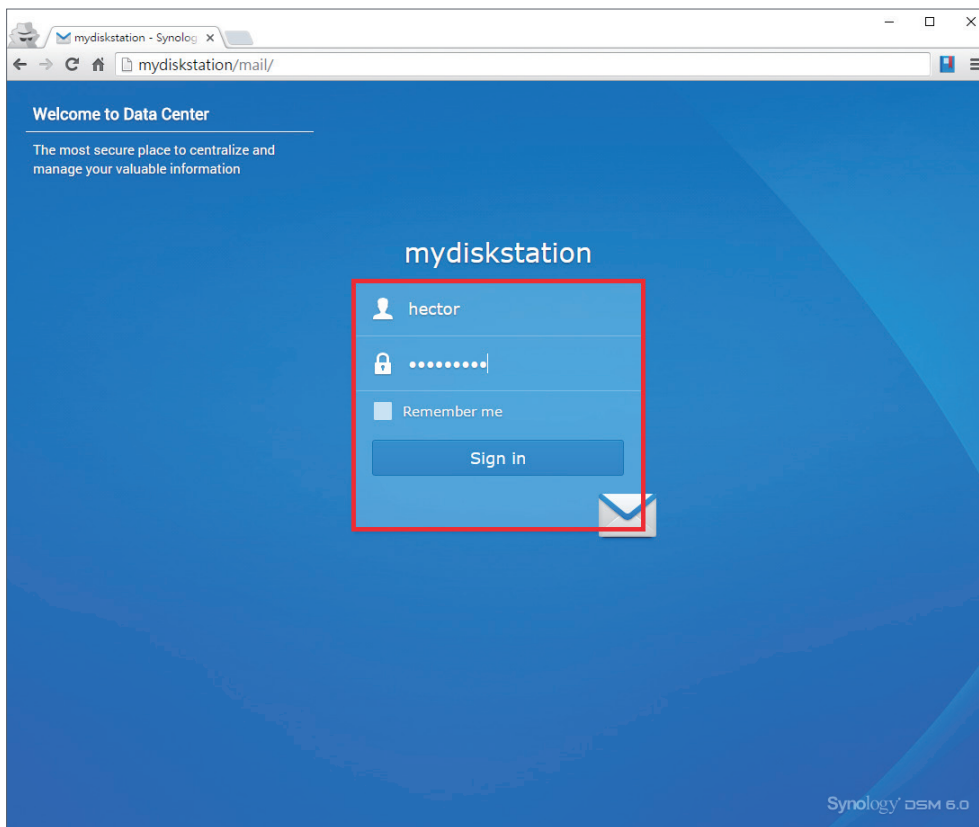 mydiskstation - Synolog
mydiskstation/mail/
Welcome to Data Center
The most secure place to centralize and
manage your valuable information
mydiskstation
hector
•••••••••
Remember me
Sign in
Synology DSM 6.0